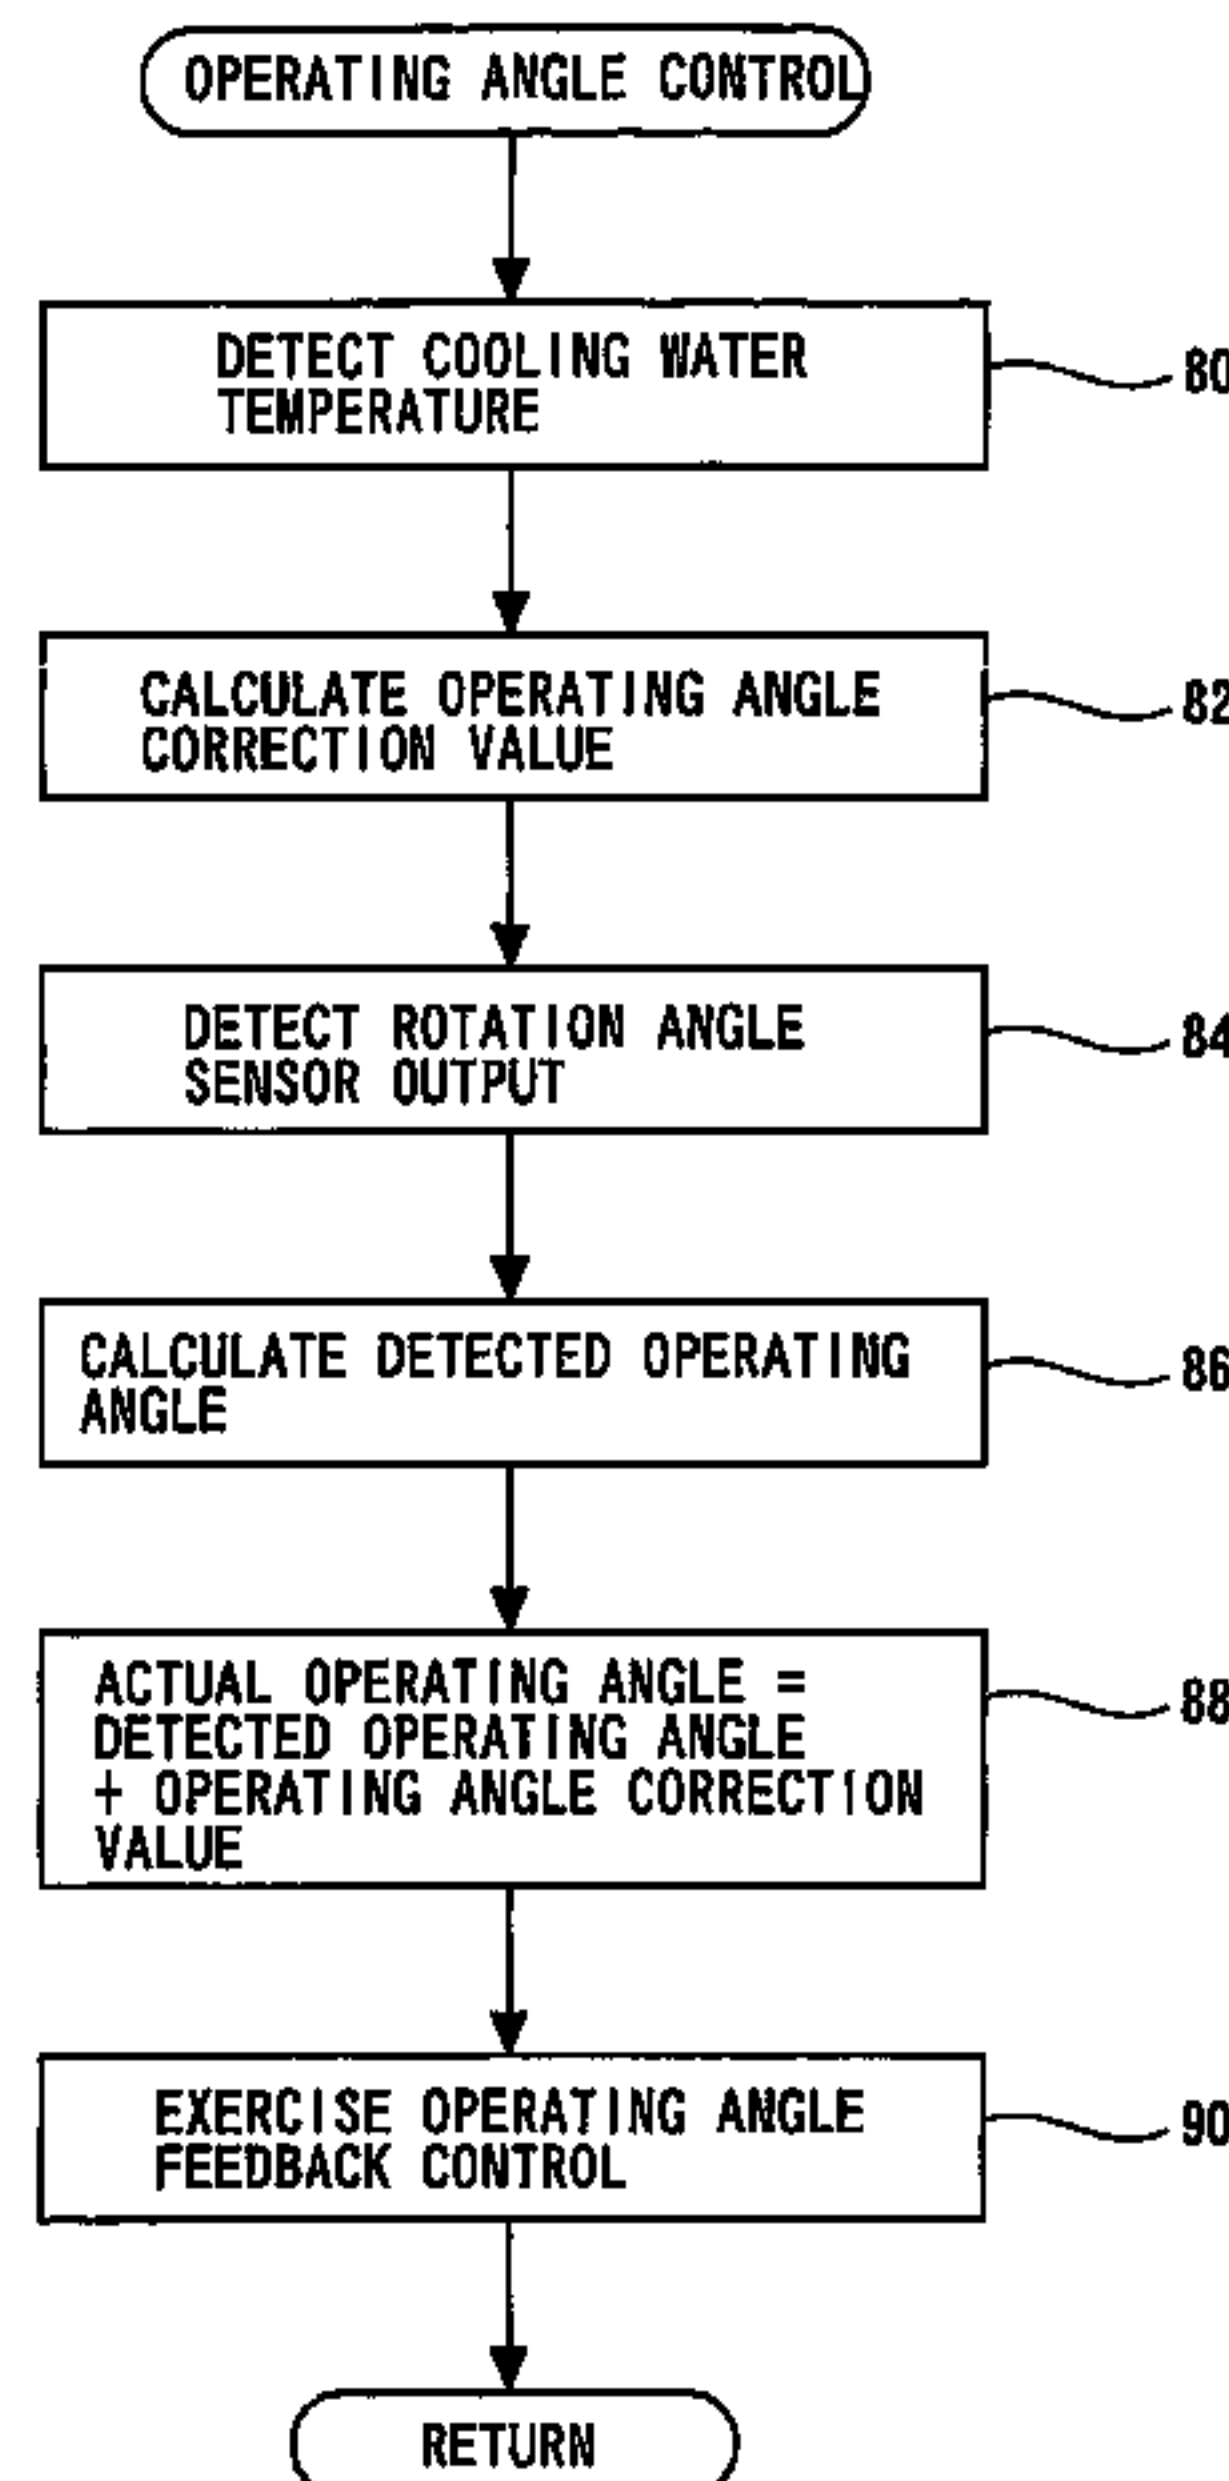 OPERATING ANGLE CONTROL
DETECT COOLING WATER
TEMPERATURE
80
CALCULATE OPERATING ANGLE
CORRECTION VALUE
82
DETECT ROTATION ANGLE
SENSOR OUTPUT
84
CALCULATE DETECTED OPERATING
ANGLE
86
ACTUAL OPERATING ANGLE =
DETECTED OPERATING ANGLE
+ OPERATING ANGLE CORRECTION
VALUE
88
EXERCISE OPERATING ANGLE
FEEDBACK CONTROL
90
RETURN